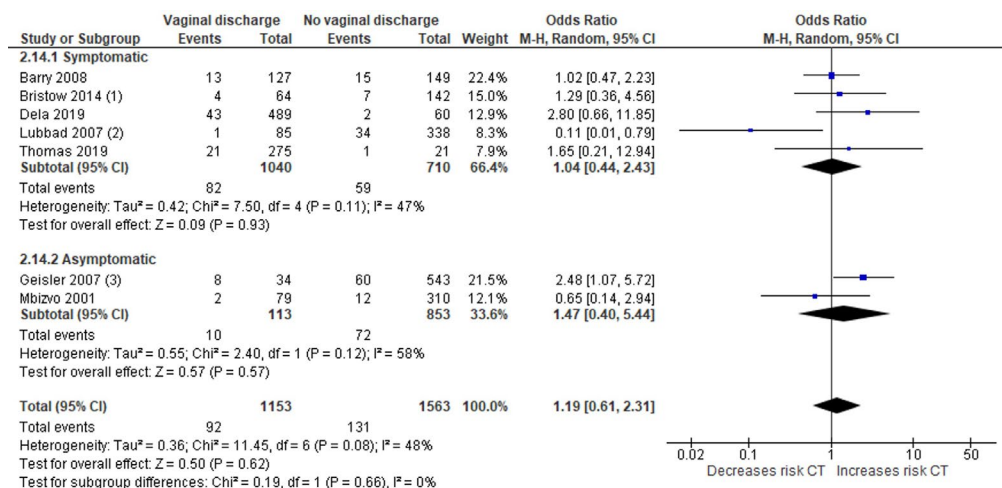 Vaginal discharge No vaginal discharge Odds Ratio Odds Ratio
Study or Subgroup Events Total Events Total Weight M-H, Random, 95% CI M-H, Random, 95% CI
2.14.1 Symptomatic
Barry 2008 13 127 15 149 22.4% 1.02 [0.47, 2.23]
Bristow 2014 (1) 4 64 7 142 15.0% 1.29 [0.36, 4.56]
Dela 2019 43 489 2 60 12.9% 2.80 [0.66, 11.85]
Lubbad 2007 (2) 1 85 34 338 8.3% 0.11 [0.01, 0.79]
Thomas 2019 21 275 1 21 7.9% 1.65 [0.21, 12.94]
Subtotal (95% CI) 1040 710 66.4% 1.04 [0.44, 2.43]
Total events 82 59
Heterogeneity: Tau² = 0.42; Chi² = 7.50, df = 4 (P = 0.11); I² = 47%
Test for overall effect: Z = 0.09 (P = 0.93)
2.14.2 Asymptomatic
Geisler 2007 (3) 8 34 60 543 21.5% 2.48 [1.07, 5.72]
Mbizvo 2001 2 79 12 310 12.1% 0.65 [0.14, 2.94]
Subtotal (95% CI) 113 853 33.6% 1.47 [0.40, 5.44]
Total events 10 72
Heterogeneity: Tau² = 0.55; Chi² = 2.40, df = 1 (P = 0.12); I² = 58%
Test for overall effect: Z = 0.57 (P = 0.57)
Total (95% CI) 1153 1563 100.0% 1.19 [0.61, 2.31]
Total events 92 131
Heterogeneity: Tau² = 0.36; Chi² = 11.45, df = 6 (P = 0.08); I² = 48%
Test for overall effect: Z = 0.50 (P = 0.62)
Test for subgroup differences: Chi² = 0.19, df = 1 (P = 0.66), I² = 0%
0.02 0.1 1 10 50
Decreases risk CT Increases risk CT